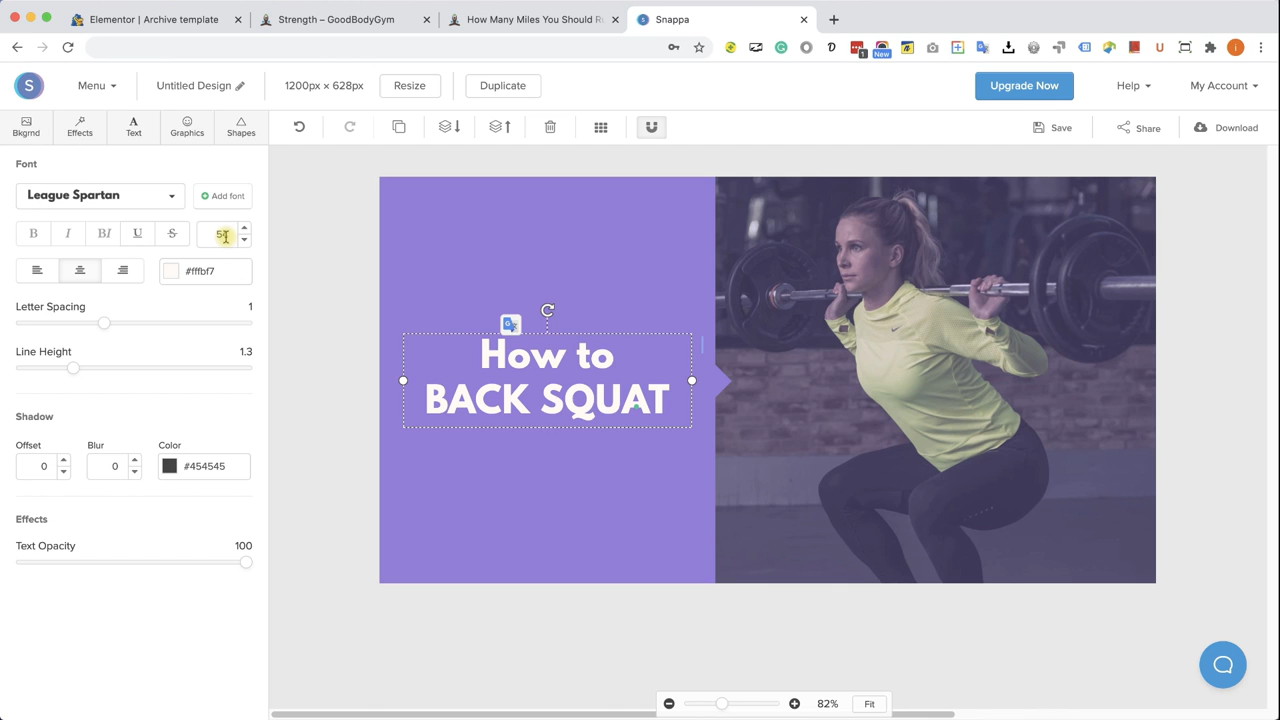 Elementor | Archive template
Strength – GoodBodyGym
How Many Miles You Should Ru
Snappa
New
1
i
S
Menu
Untitled Design
1200px × 628px
Resize
Duplicate
Upgrade Now
Help
My Account
Bkgrnd
Effects
Text
Graphics
Shapes
Save
Share
Download
Font
League Spartan
Add font
B I BI U S
#fffbf7
Letter Spacing 1
Line Height 1.3
Shadow
Offset Blur Color
0 0 #454545
Effects
Text Opacity 100
How to
BACK SQUAT
82%
Fit